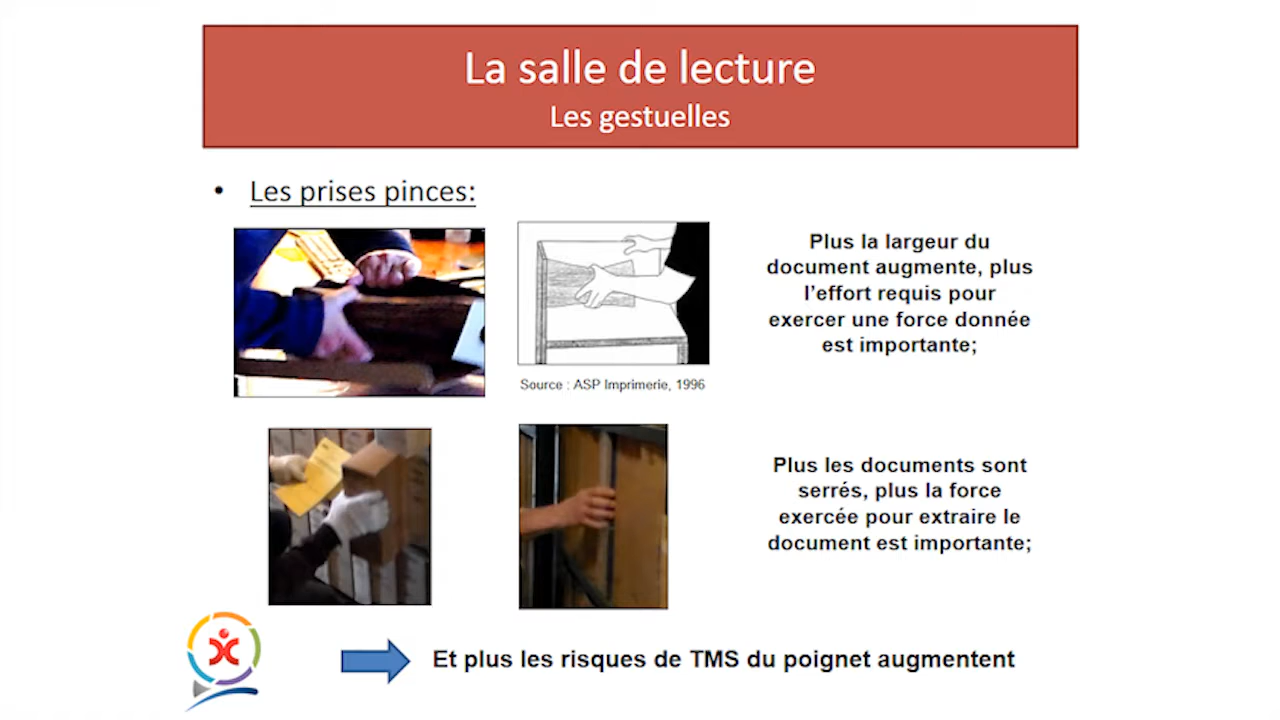 La salle de lecture
Les gestuelles
• Les prises pinces:
Plus la largeur du
document augmente, plus
l'effort requis pour
exercer une force donnée
est importante;
Source : ASP Imprimerie, 1996
Plus les documents sont
serrés, plus la force
exercée pour extraire le
document est importante;
Et plus les risques de TMS du poignet augmentent